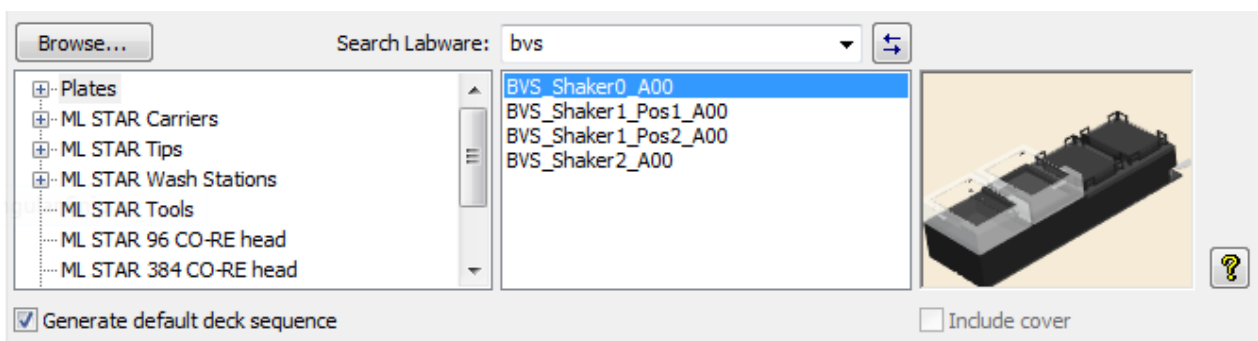 Browse... Search Labware: bvs
Plates
ML STAR Carriers
ML STAR Tips
ML STAR Wash Stations
ML STAR Tools
ML STAR 96 CO-RE head
ML STAR 384 CO-RE head
BVS_Shaker0_A00
BVS_Shaker1_Pos1_A00
BVS_Shaker1_Pos2_A00
BVS_Shaker2_A00
?
Generate default deck sequence
Include cover